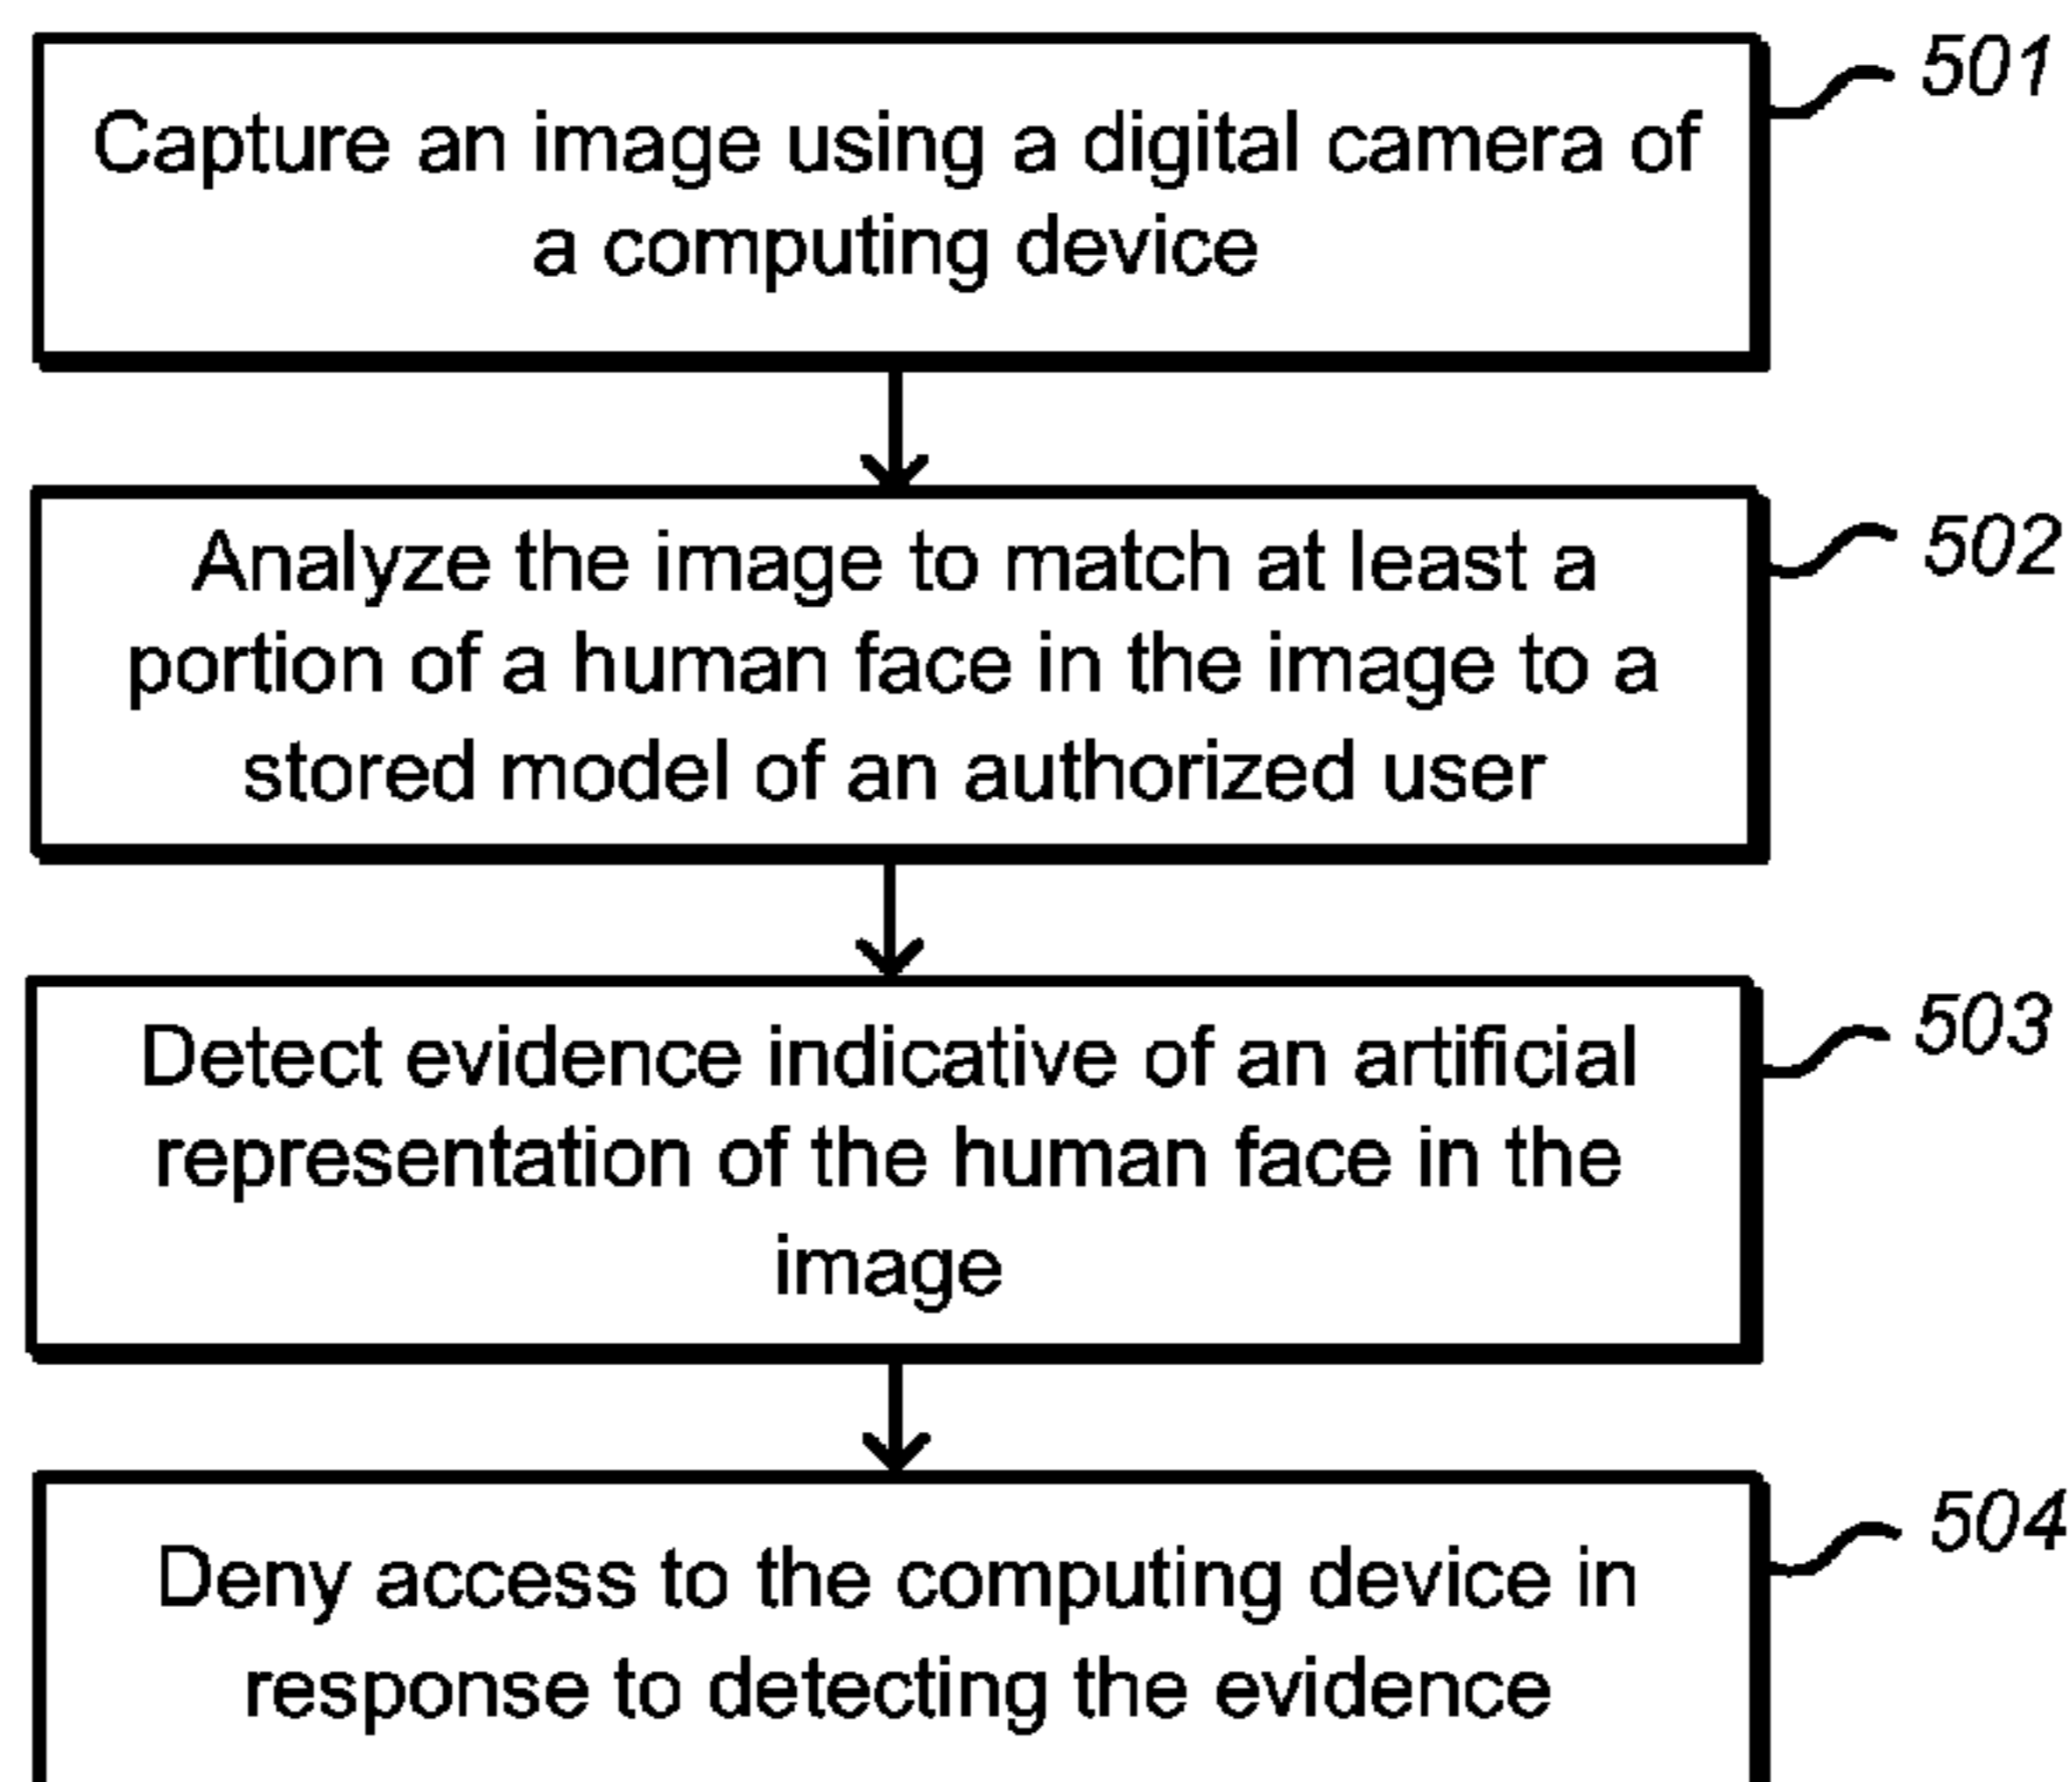 Capture an image using a digital camera of
a computing device
501
Analyze the image to match at least a
portion of a human face in the image to a
stored model of an authorized user
502
Detect evidence indicative of an artificial
representation of the human face in the
image
503
Deny access to the computing device in
response to detecting the evidence
504